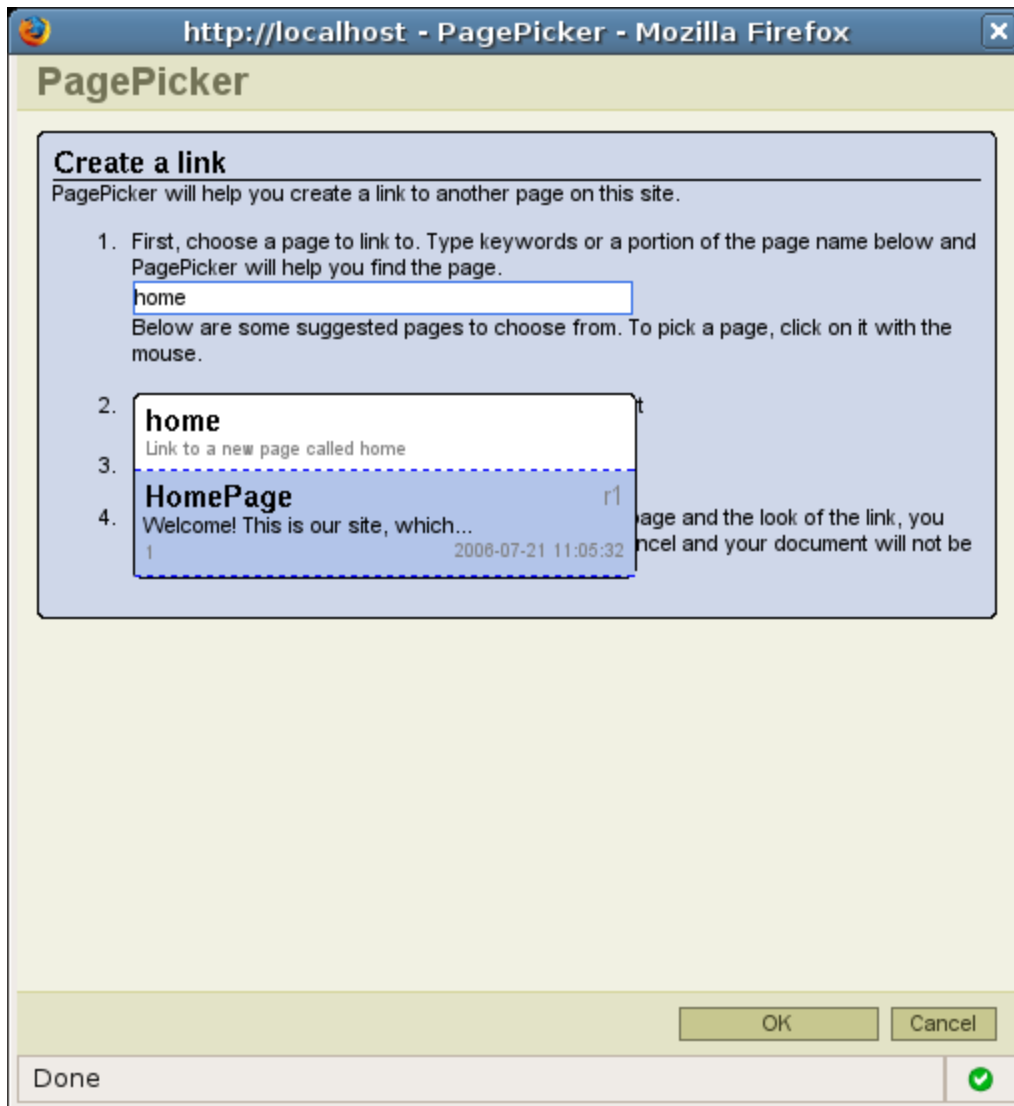 http://localhost - PagePicker - Mozilla Firefox
PagePicker
Create a link
PagePicker will help you create a link to another page on this site.
1. First, choose a page to link to. Type keywords or a portion of the page name below and
PagePicker will help you find the page.
home
Below are some suggested pages to choose from. To pick a page, click on it with the
mouse.
2.
home
Link to a new page called home
3.
HomePage r1
4. Welcome! This is our site, which...
and the look of the link, you
1 2006-07-21 11:05:32
and your document will not be
OK Cancel
Done